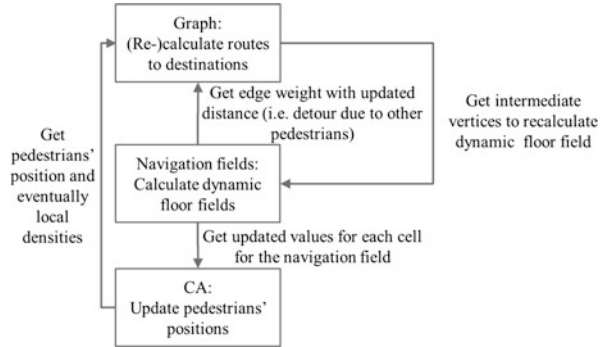 Graph:
(Re-)calculate routes
to destinations
Get edge weight with updated
distance (i.e. detour due to other
pedestrians)
Get intermediate
vertices to recalculate
dynamic floor field
Get
pedestrians'
position and
eventually
local
densities
Navigation fields:
Calculate dynamic
floor fields
Get updated values for each cell
for the navigation field
CA:
Update pedestrians'
positions